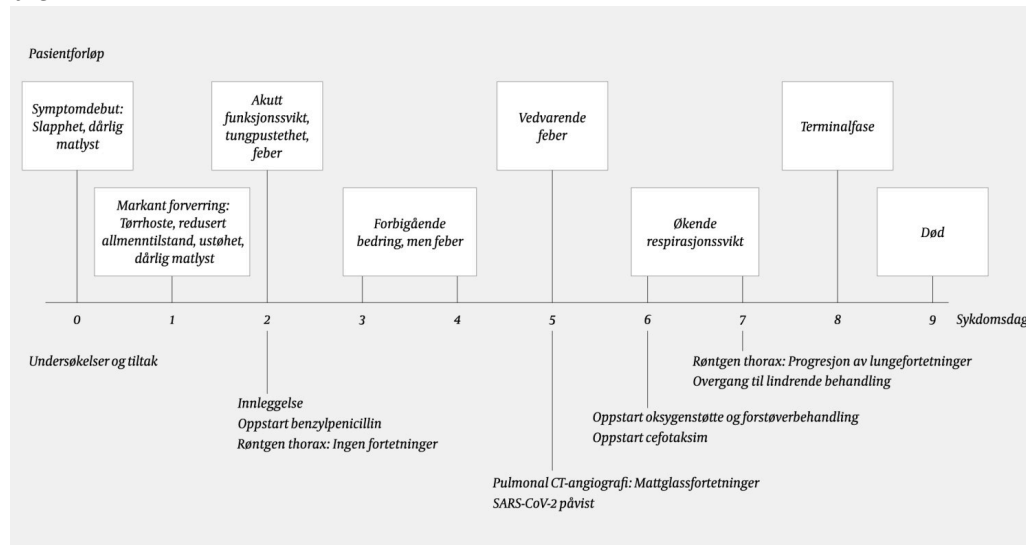 Pasientforløp
Symptomdebut:
Slapphet, dårlig
matlyst
Markant forverring:
Tørrhoste, redusert
allmenntilstand, ustøhet,
dårlig matlyst
Akutt
funksjonssvikt,
tungpustethet,
feber
Forbigående
bedring, men feber
Vedvarende
feber
Økende
respirasjonssvikt
Terminalfase
Død
0 1 2 3 4 5 6 7 8 9 Sykdomsdag
Undersøkelser og tiltak
Innleggelse
Oppstart benzylpenicillin
Røntgen thorax: Ingen fortetninger
Pulmonal CT-angiografi: Mattglassfortetninger
SARS-CoV-2 påvist
Oppstart oksygenstøtte og forstøverbehandling
Oppstart cefotaksim
Røntgen thorax: Progresjon av lungefortetninger
Overgang til lindrende behandling